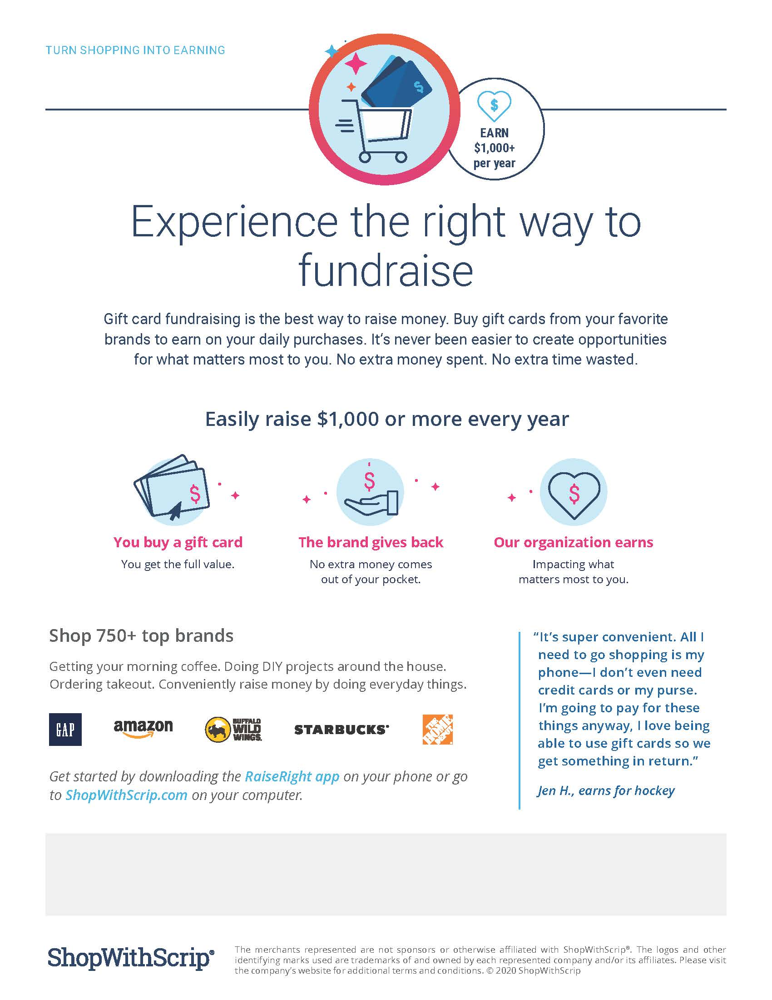 TURN SHOPPING INTO EARNING
$
$
EARN
$1,000+
per year
Experience the right way to
fundraise
Gift card fundraising is the best way to raise money. Buy gift cards from your favorite
brands to earn on your daily purchases. It’s never been easier to create opportunities
for what matters most to you. No extra money spent. No extra time wasted.
Easily raise $1,000 or more every year
$
$
$
You buy a gift card
You get the full value.
The brand gives back
No extra money comes
out of your pocket.
Our organization earns
Impacting what
matters most to you.
Shop 750+ top brands
Getting your morning coffee. Doing DIY projects around the house.
Ordering takeout. Conveniently raise money by doing everyday things.
GAP
amazon
BUFFALO
WILD
WINGS.
STARBUCKS®
THE
HOME
DEPOT
Get started by downloading the RaiseRight app on your phone or go
to ShopWithScrip.com on your computer.
“It’s super convenient. All I
need to go shopping is my
phone—I don’t even need
credit cards or my purse.
I’m going to pay for these
things anyway, I love being
able to use gift cards so we
get something in return.”
Jen H., earns for hockey
ShopWithScrip®
The merchants represented are not sponsors or otherwise affiliated with ShopWithScrip®. The logos and other
identifying marks used are trademarks of and owned by each represented company and/or its affiliates. Please visit
the company’s website for additional terms and conditions. © 2020 ShopWithScrip